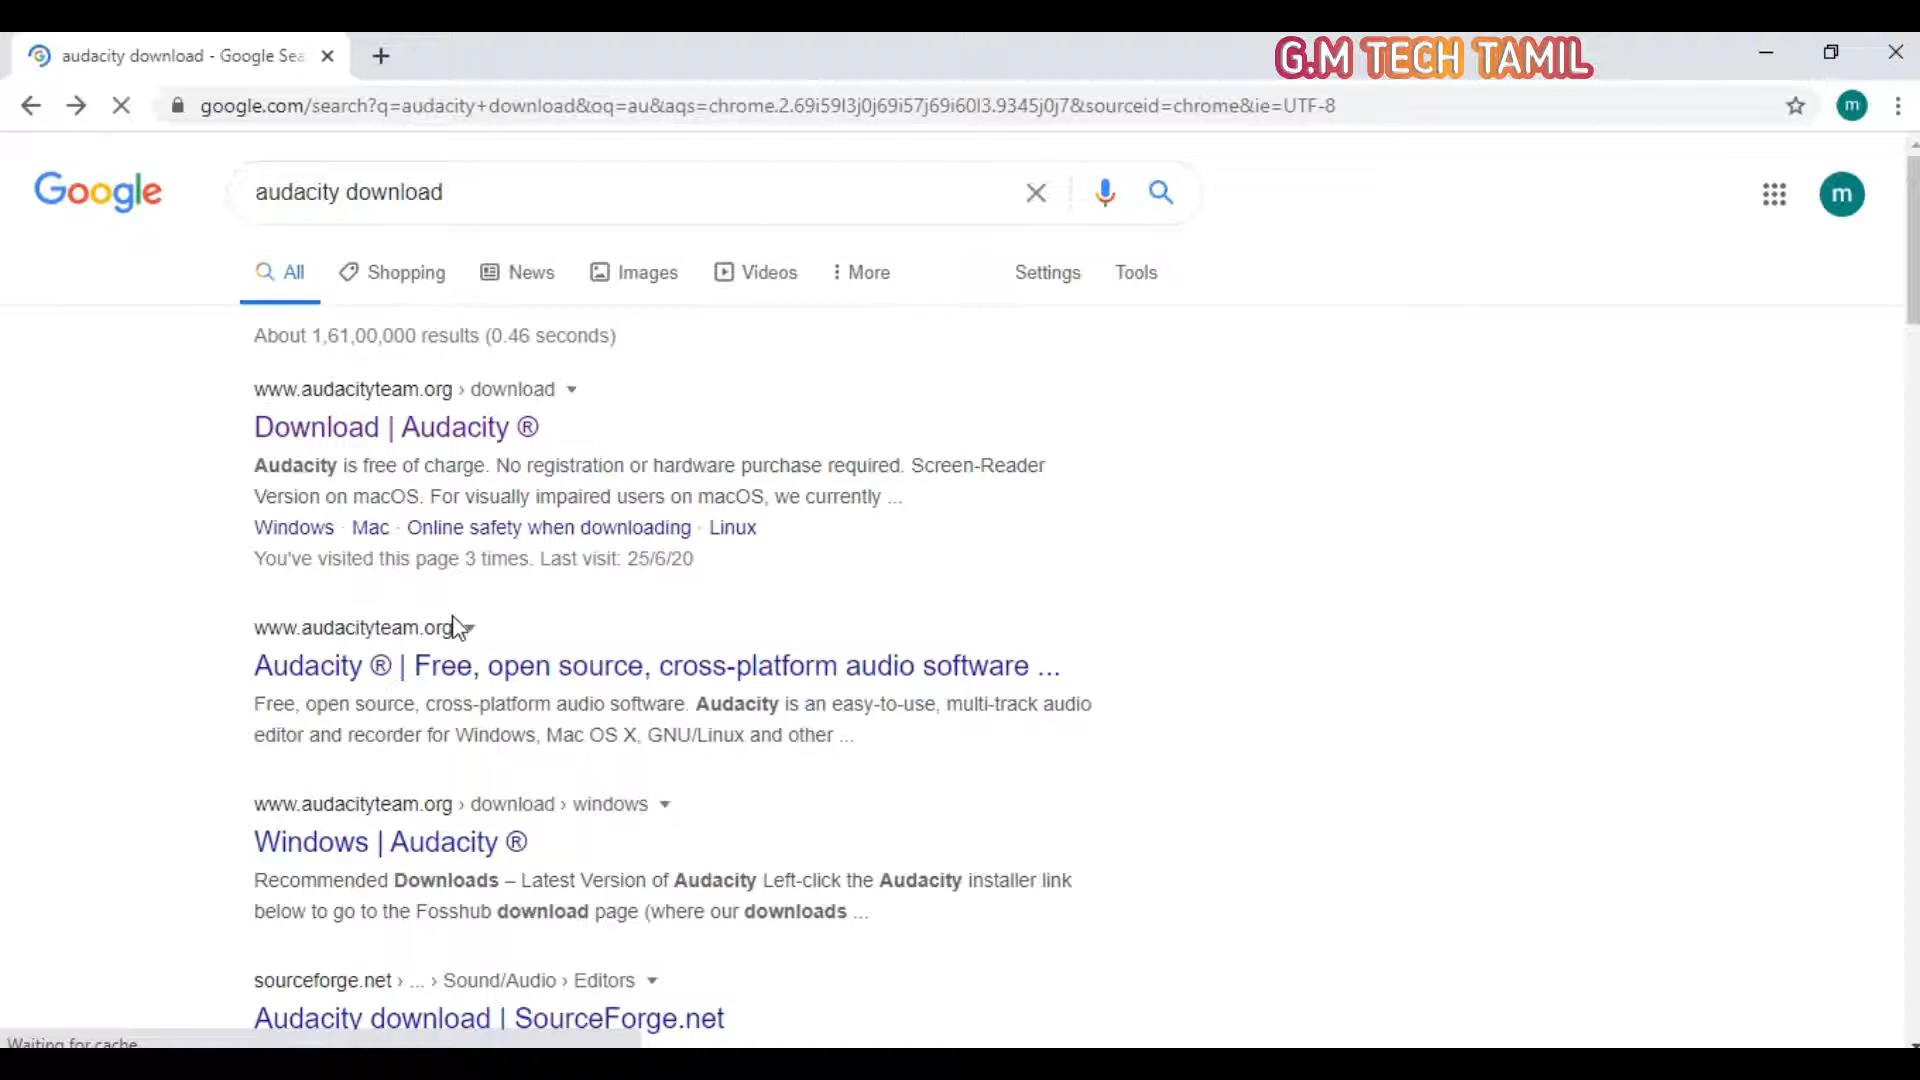 audacity download - Google Sea
G.M TECH TAMIL
google.com/search?q=audacity+download&oq=au&aqs=chrome.2.69i59l3j0j69i57j69i60l3.9345j0j7&sourceid=chrome&ie=UTF-8
m
Google
audacity download
m
All
Shopping
News
Images
Videos
More
Settings
Tools
About 1,61,00,000 results (0.46 seconds)
www.audacityteam.org › download
Download | Audacity ®
Audacity is free of charge. No registration or hardware purchase required. Screen-Reader
Version on macOS. For visually impaired users on macOS, we currently ...
Windows · Mac · Online safety when downloading · Linux
You've visited this page 3 times. Last visit: 25/6/20
www.audacityteam.org
Audacity ® | Free, open source, cross-platform audio software ...
Free, open source, cross-platform audio software. Audacity is an easy-to-use, multi-track audio
editor and recorder for Windows, Mac OS X, GNU/Linux and other ...
www.audacityteam.org › download › windows
Windows | Audacity ®
Recommended Downloads – Latest Version of Audacity Left-click the Audacity installer link
below to go to the Fosshub download page (where our downloads ...
sourceforge.net › ... › Sound/Audio › Editors
Audacity download | SourceForge.net
Waiting for cache